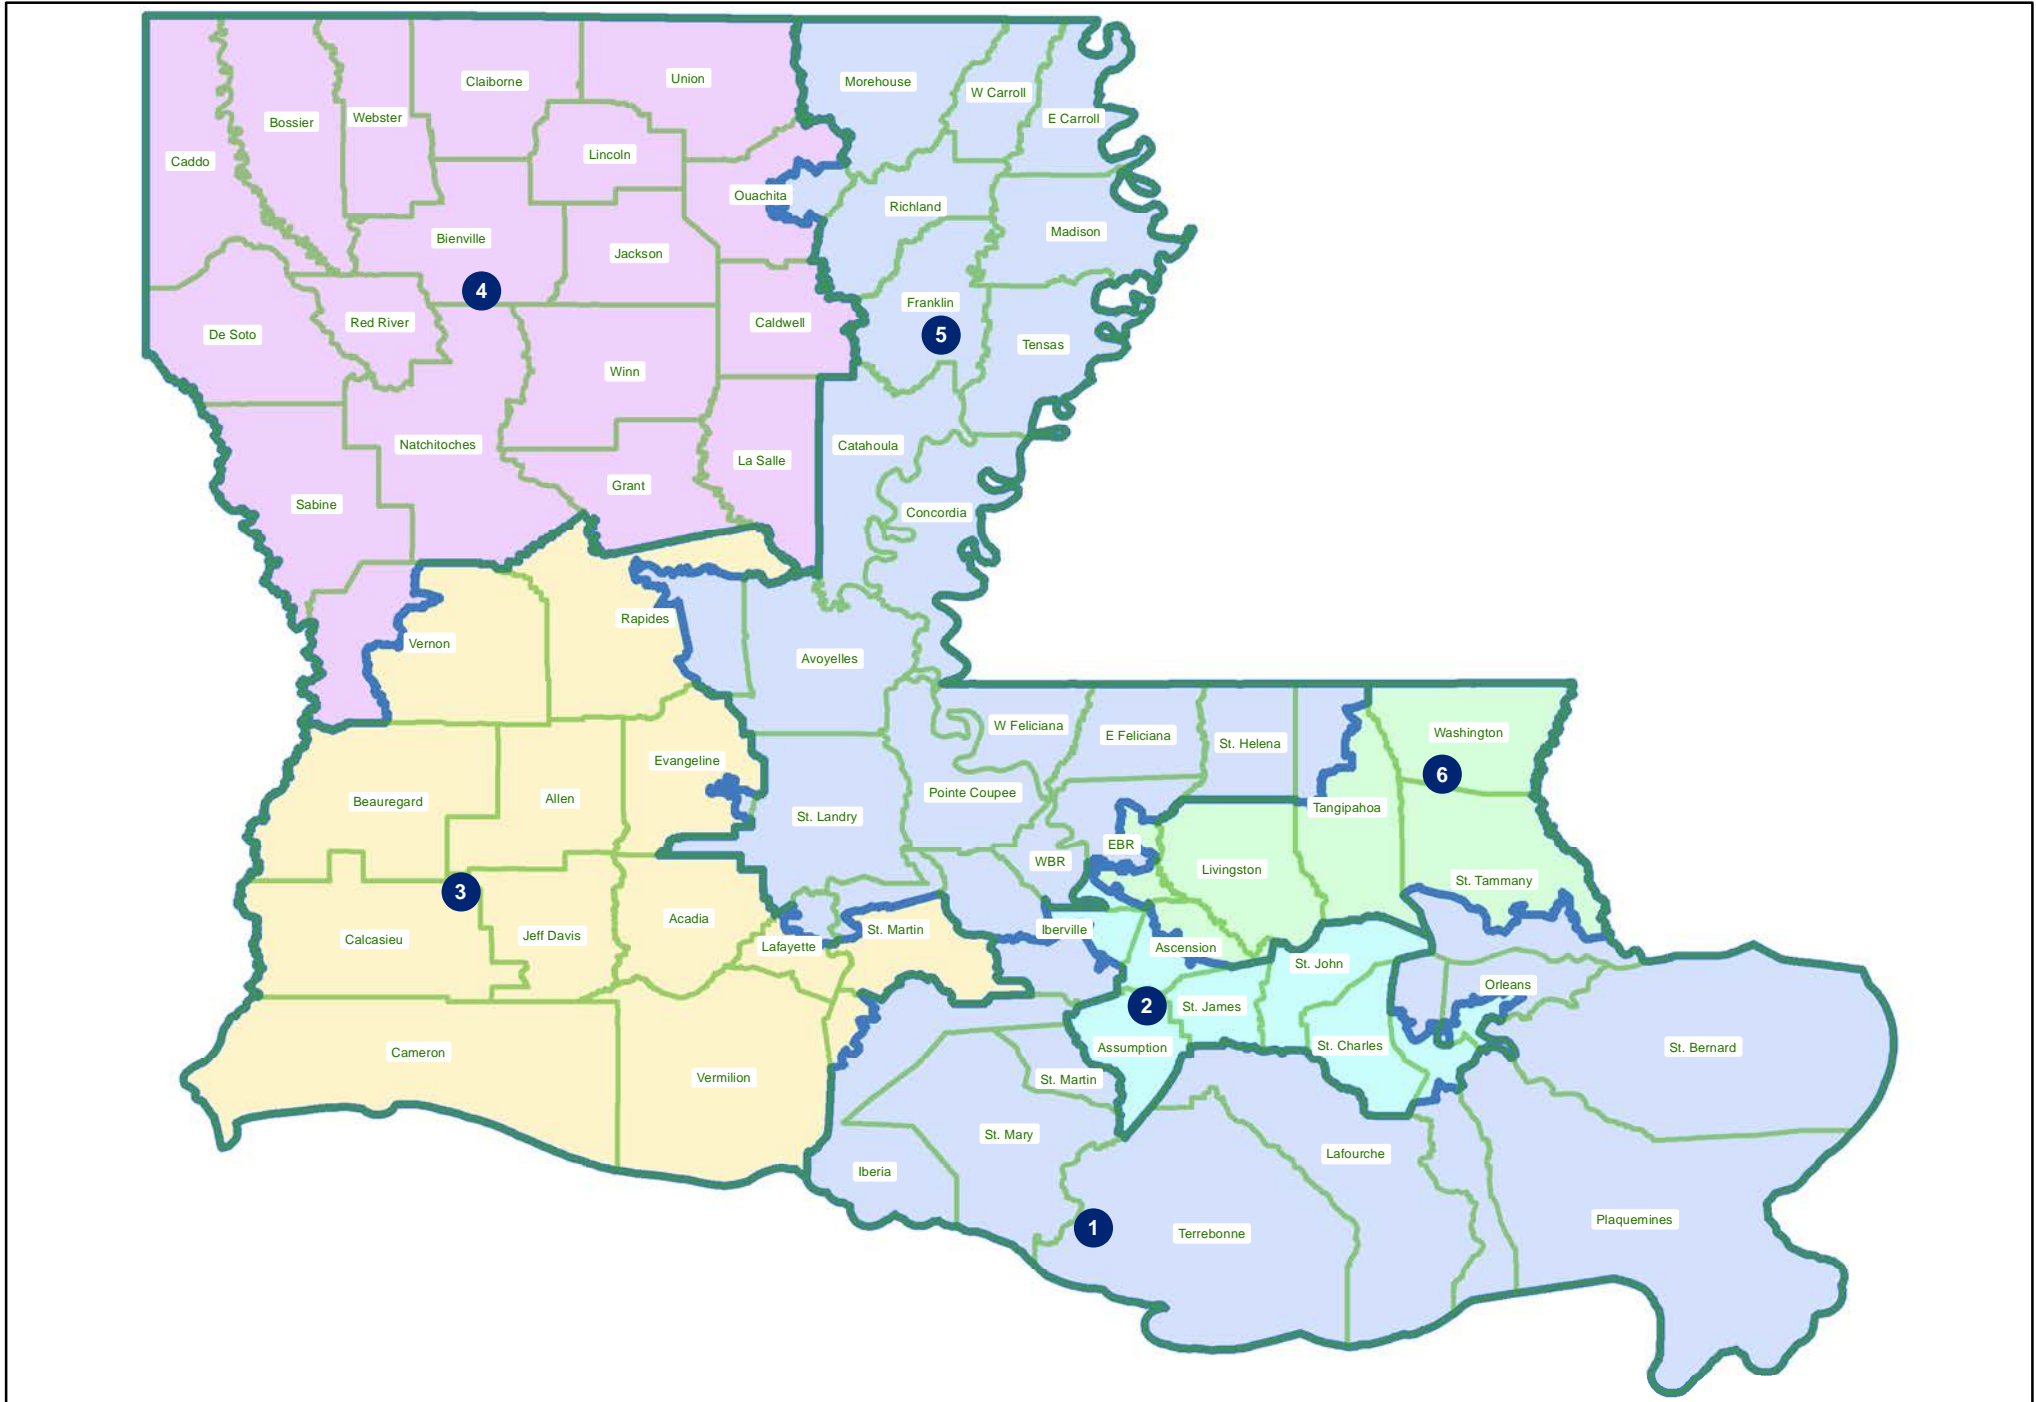 Claiborne
Union
Morehouse
W Carroll
Bossier
Webster
E Carroll
Caddo
Lincoln
Ouachita
Richland
Bienville
Jackson
Madison
4
Franklin
De Soto
Red River
Caldwell
5
Tensas
Winn
Natchitoches
Catahoula
La Salle
Grant
Sabine
Concordia
Rapides
Vernon
Avoyelles
W Feliciana
E Feliciana
St. Helena
Washington
Evangeline
6
Beauregard
Allen
Pointe Coupee
Tangipahoa
St. Landry
EBR
WBR
Livingston
St. Tammany
3
Acadia
Calcasieu
Jeff Davis
Lafayette
St. Martin
Iberville
Ascension
St. John
Orleans
2
St. James
Cameron
Assumption
St. Charles
St. Bernard
Vermilion
St. Martin
St. Mary
Lafourche
Iberia
1
Terrebonne
Plaquemines